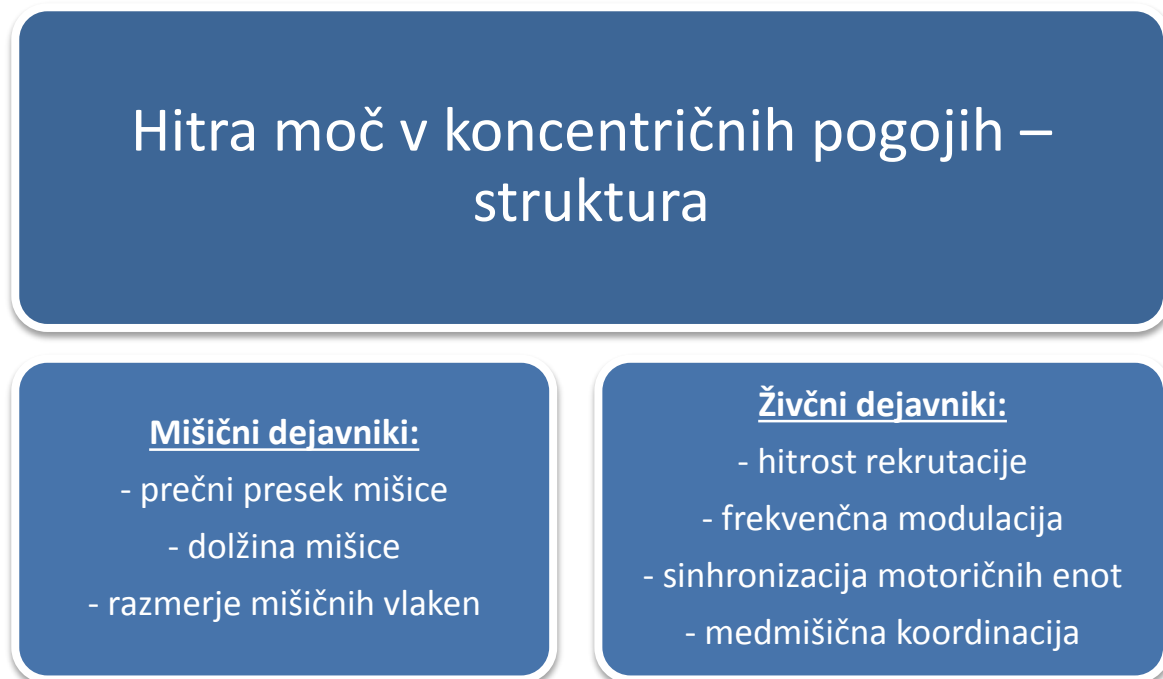 Hitra moč v koncentričnih pogojih –
struktura
Mišični dejavniki:
- prečni presek mišice
- dolžina mišice
- razmerje mišičnih vlaken
Živčni dejavniki:
- hitrost rekrutacije
- frekvenčna modulacija
- sinhronizacija motoričnih enot
- medmišična koordinacija